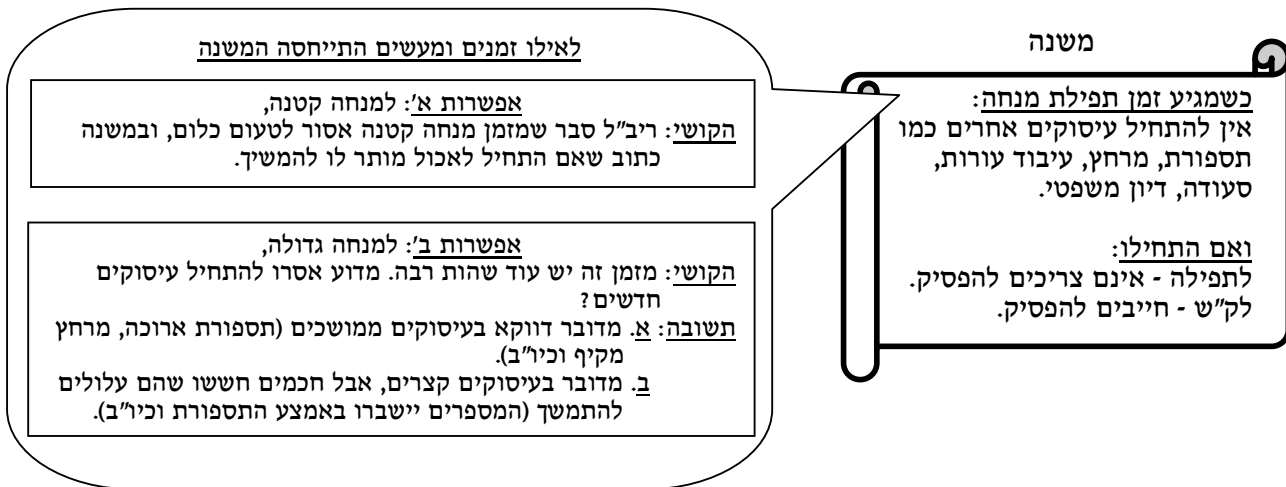 משנה
כשמגיע זמן תפילת מנחה:
אין להתחיל עיסוקים אחרים כמו
תספורת, מרחץ, עיבוד עורות,
סעודה, דיון משפטי.
ואם התחילו:
לתפילה - אינם צריכים להפסיק.
לק"ש - חייבים להפסיק.
לאילו זמנים ומעשים התייחסה המשנה
אפשרות א': למנחה קטנה,
הקושי: ריב"ל סבר שמזמן מנחה קטנה אסור לטעום כלום, ובמשנה
כתוב שאם התחיל לאכול מותר לו להמשיך.
אפשרות ב': למנחה גדולה,
הקושי: מזמן זה יש עוד שהות רבה. מדוע אסרו להתחיל עיסוקים
חדשים?
תשובה: א. מדובר דווקא בעיסוקים ממושכים (תספורת ארוכה, מרחץ
מקיף וכיו"ב).
ב. מדובר בעיסוקים קצרים, אבל חכמים חששו שהם עלולים
להתמשך (המספרים יישברו באמצע התספורת וכיו"ב).